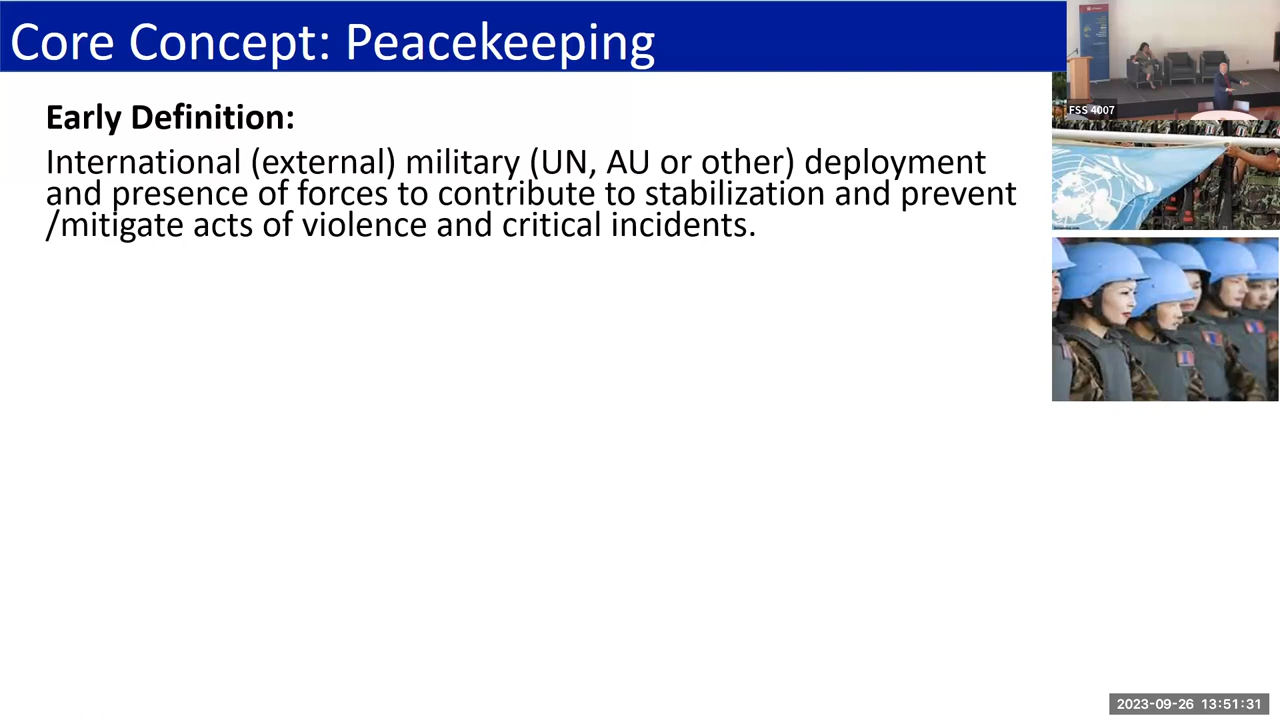 Core Concept: Peacekeeping
Early Definition:
International (external) military (UN, AU or other) deployment
and presence of forces to contribute to stabilization and prevent
/mitigate acts of violence and critical incidents.
FSS 4007
2023-09-26 13:51:31